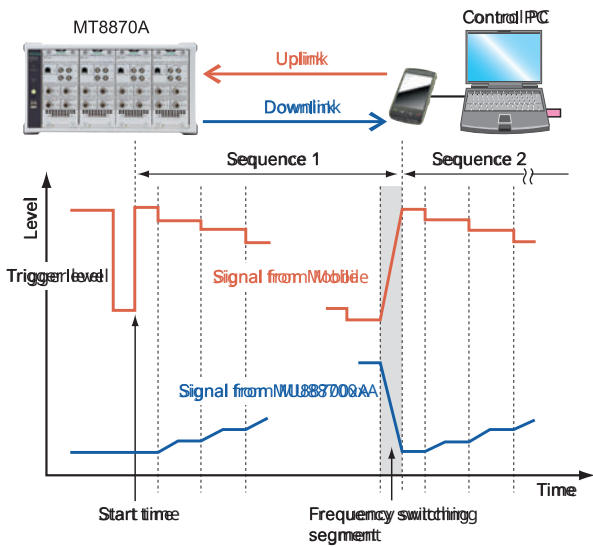 MT8870A
Control PC
Uplink
Downlink
Sequence 1
Sequence 2
Level
Trigger level
Signal from Mobile
Signal from MU887000xA
Time
Start time
Frequency switching
segment